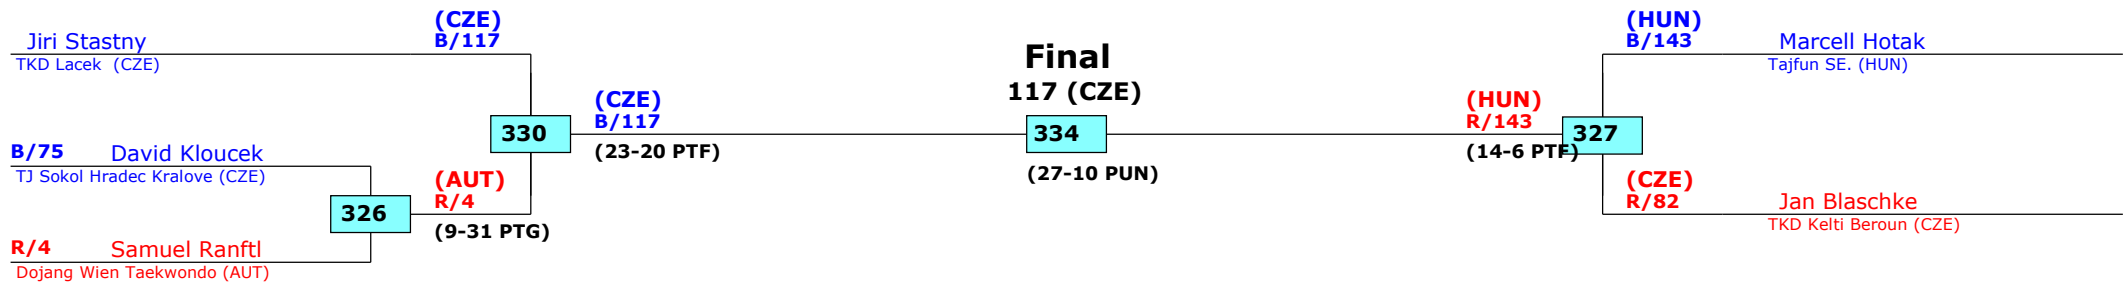 (CZE)
B/117
Jiri Stastny
TKD Lacek (CZE)
B/75 David Kloucek
TJ Sokol Hradec Kralove (CZE)
R/4 Samuel Ranftl
Dojang Wien Taekwondo (AUT)
326
(AUT)
R/4
(9-31 PTG)
330
(CZE)
B/117
(23-20 PTF)
Final
117 (CZE)
334
(27-10 PUN)
(HUN)
R/143
(14-6 PTF)
327
(HUN)
B/143
Marcell Hotak
Tajfun SE. (HUN)
(CZE)
R/82
Jan Blaschke
TKD Kelti Beroun (CZE)